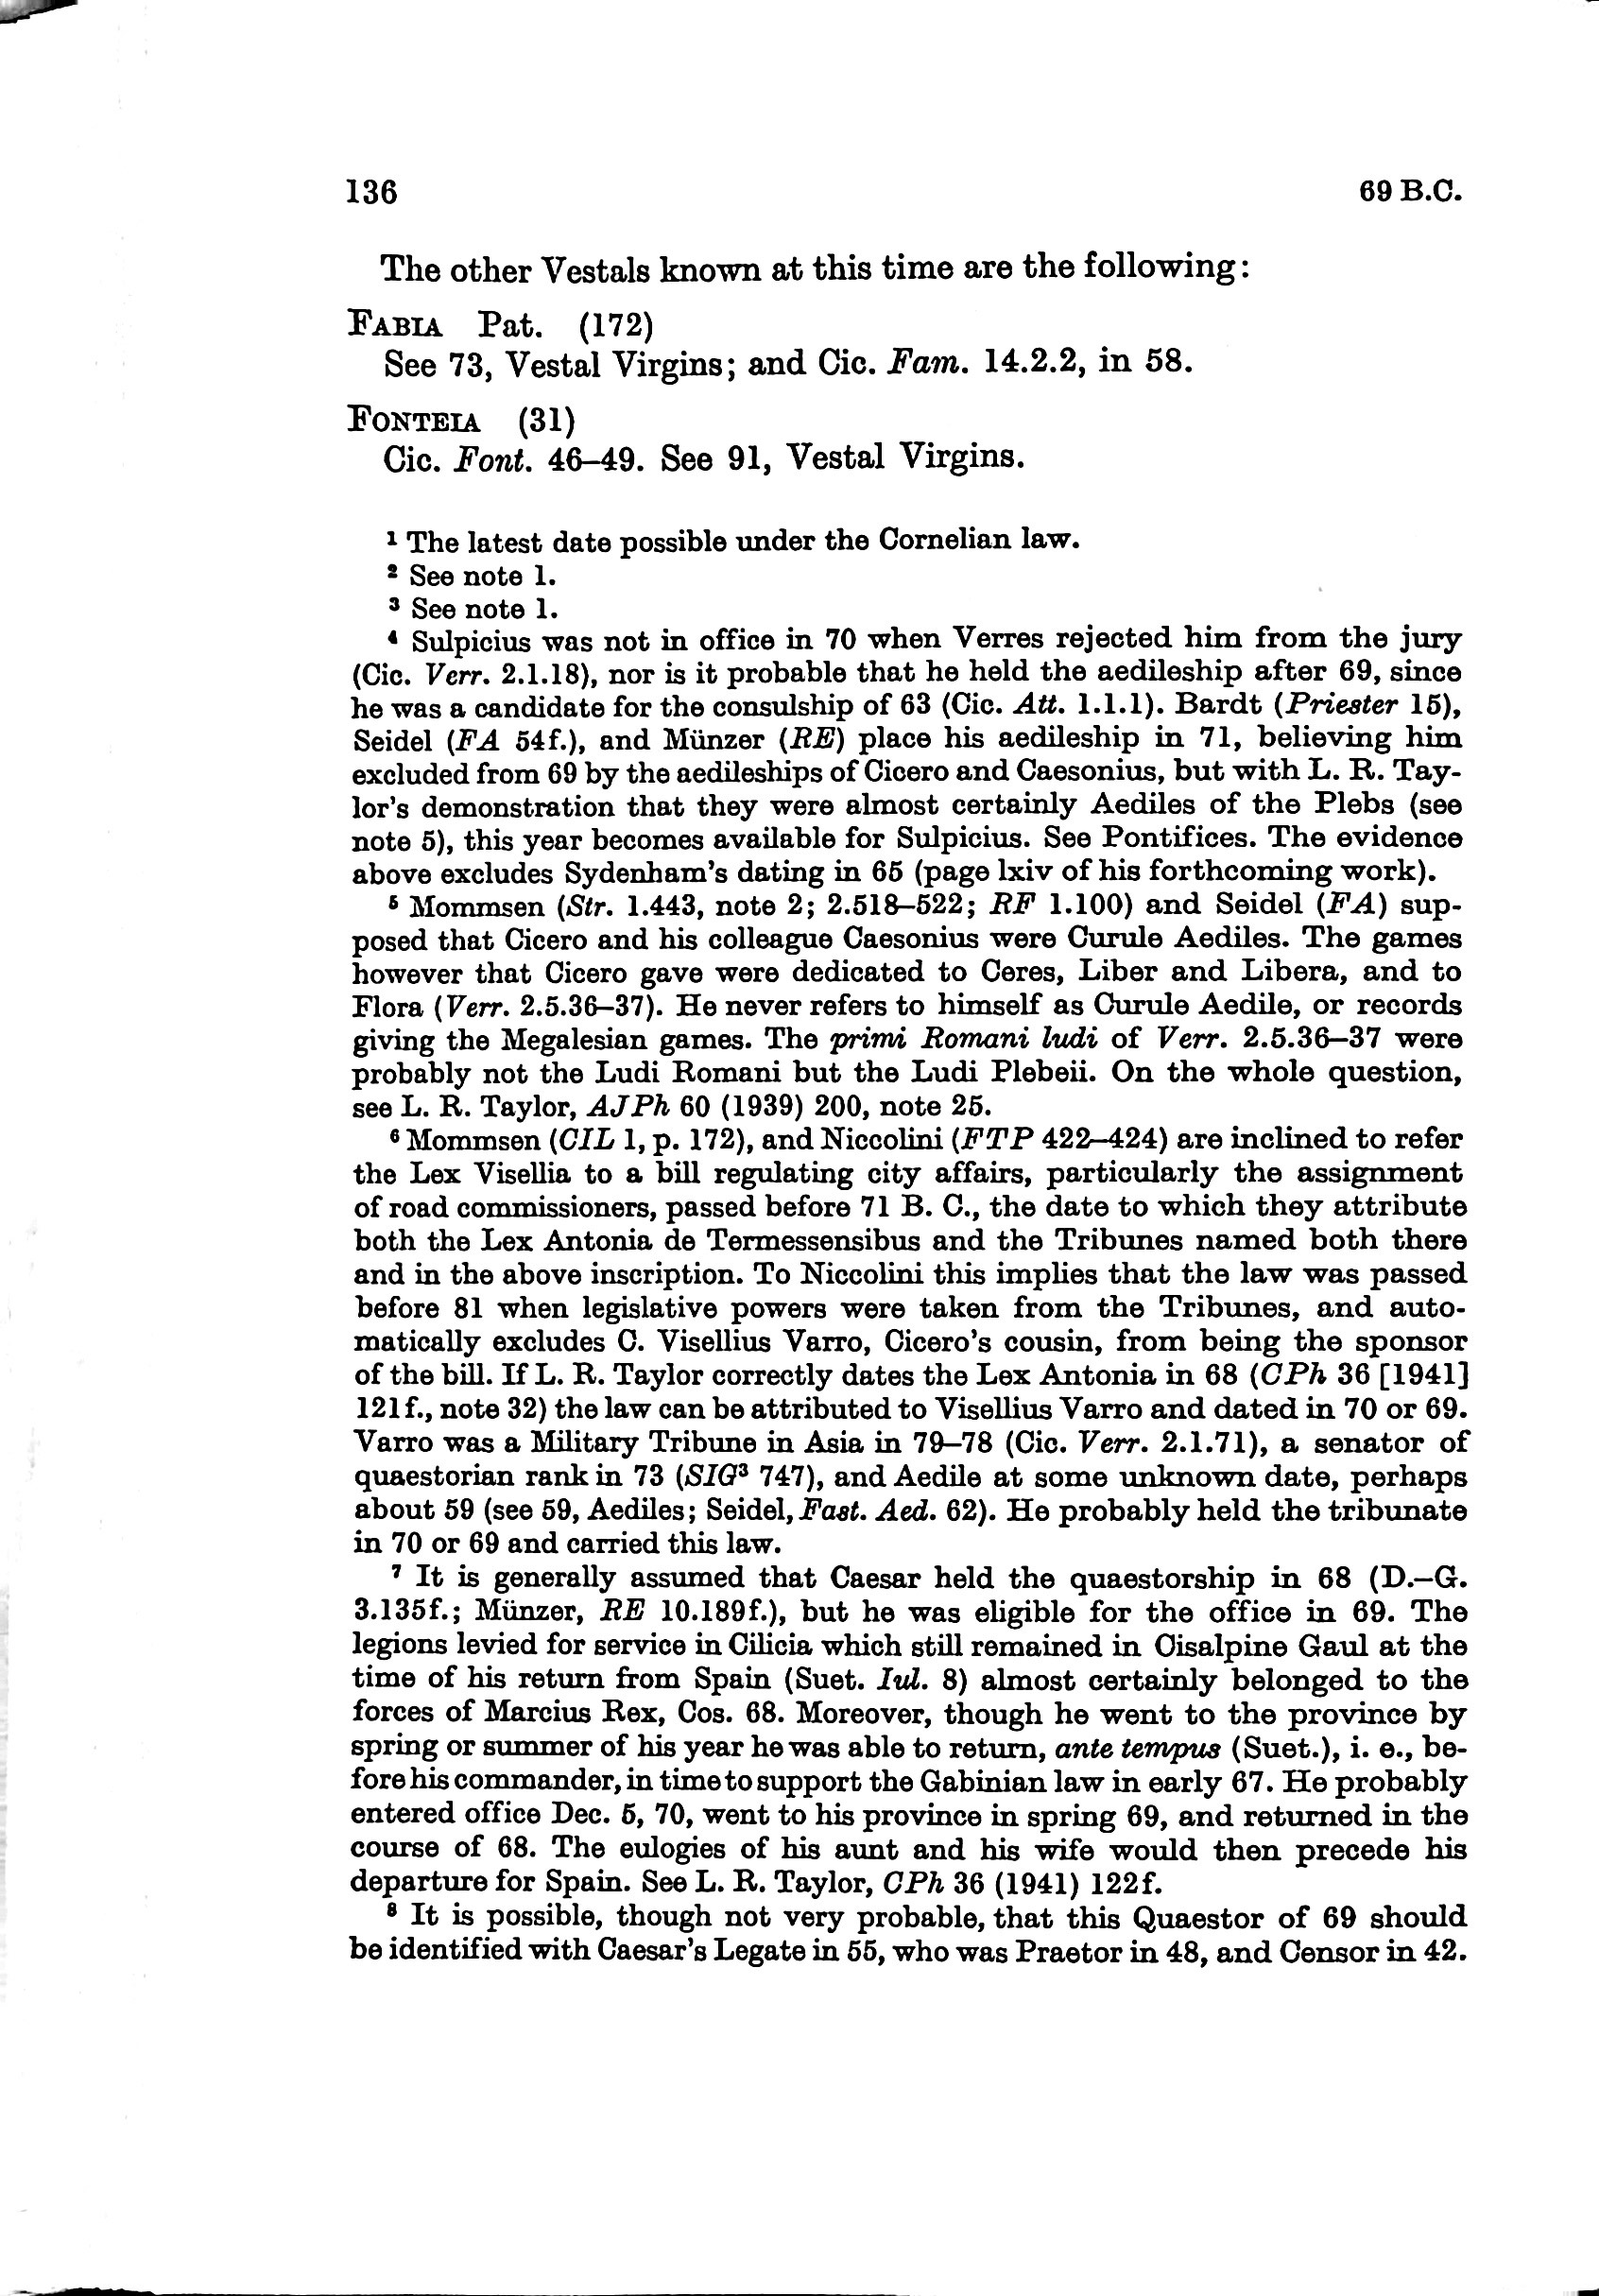 136 69 B.C.
The other Vestals known at this time are the following:
FABIA Pat. (172)
See 73, Vestal Virgins; and Cic. Fam. 14.2.2, in 58.
FONTEIA (31)
Cic. Font. 46–49. See 91, Vestal Virgins.
¹ The latest date possible under the Cornelian law.
² See note 1.
³ See note 1.
⁴ Sulpicius was not in office in 70 when Verres rejected him from the jury
(Cic. Verr. 2.1.18), nor is it probable that he held the aedileship after 69, since
he was a candidate for the consulship of 63 (Cic. Att. 1.1.1). Bardt (Priester 15),
Seidel (FA 54f.), and Münzer (RE) place his aedileship in 71, believing him
excluded from 69 by the aedileships of Cicero and Caesonius, but with L. R. Tay-
lor's demonstration that they were almost certainly Aediles of the Plebs (see
note 5), this year becomes available for Sulpicius. See Pontifices. The evidence
above excludes Sydenham's dating in 65 (page lxiv of his forthcoming work).
⁵ Mommsen (Str. 1.443, note 2; 2.518–522; RF 1.100) and Seidel (FA) sup-
posed that Cicero and his colleague Caesonius were Curule Aediles. The games
however that Cicero gave were dedicated to Ceres, Liber and Libera, and to
Flora (Verr. 2.5.36–37). He never refers to himself as Curule Aedile, or records
giving the Megalesian games. The primi Romani ludi of Verr. 2.5.36–37 were
probably not the Ludi Romani but the Ludi Plebeii. On the whole question,
see L. R. Taylor, AJPh 60 (1939) 200, note 25.
⁶ Mommsen (CIL 1, p. 172), and Niccolini (FTP 422–424) are inclined to refer
the Lex Visellia to a bill regulating city affairs, particularly the assignment
of road commissioners, passed before 71 B. C., the date to which they attribute
both the Lex Antonia de Termessensibus and the Tribunes named both there
and in the above inscription. To Niccolini this implies that the law was passed
before 81 when legislative powers were taken from the Tribunes, and auto-
matically excludes C. Visellius Varro, Cicero's cousin, from being the sponsor
of the bill. If L. R. Taylor correctly dates the Lex Antonia in 68 (CPh 36 [1941]
121f., note 32) the law can be attributed to Visellius Varro and dated in 70 or 69.
Varro was a Military Tribune in Asia in 79–78 (Cic. Verr. 2.1.71), a senator of
quaestorian rank in 73 (SIG³ 747), and Aedile at some unknown date, perhaps
about 59 (see 59, Aediles; Seidel, Fast. Aed. 62). He probably held the tribunate
in 70 or 69 and carried this law.
⁷ It is generally assumed that Caesar held the quaestorship in 68 (D.–G.
3.135f.; Münzer, RE 10.189f.), but he was eligible for the office in 69. The
legions levied for service in Cilicia which still remained in Cisalpine Gaul at the
time of his return from Spain (Suet. Iul. 8) almost certainly belonged to the
forces of Marcius Rex, Cos. 68. Moreover, though he went to the province by
spring or summer of his year he was able to return, ante tempus (Suet.), i. e., be-
fore his commander, in time to support the Gabinian law in early 67. He probably
entered office Dec. 5, 70, went to his province in spring 69, and returned in the
course of 68. The eulogies of his aunt and his wife would then precede his
departure for Spain. See L. R. Taylor, CPh 36 (1941) 122f.
⁸ It is possible, though not very probable, that this Quaestor of 69 should
be identified with Caesar's Legate in 55, who was Praetor in 48, and Censor in 42.